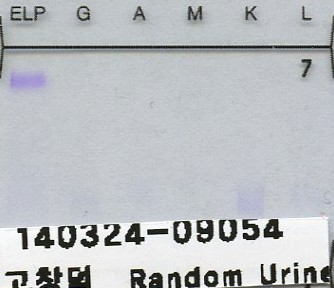 ELP G A M K L
7
140324-09054
고창덕 Random Urine